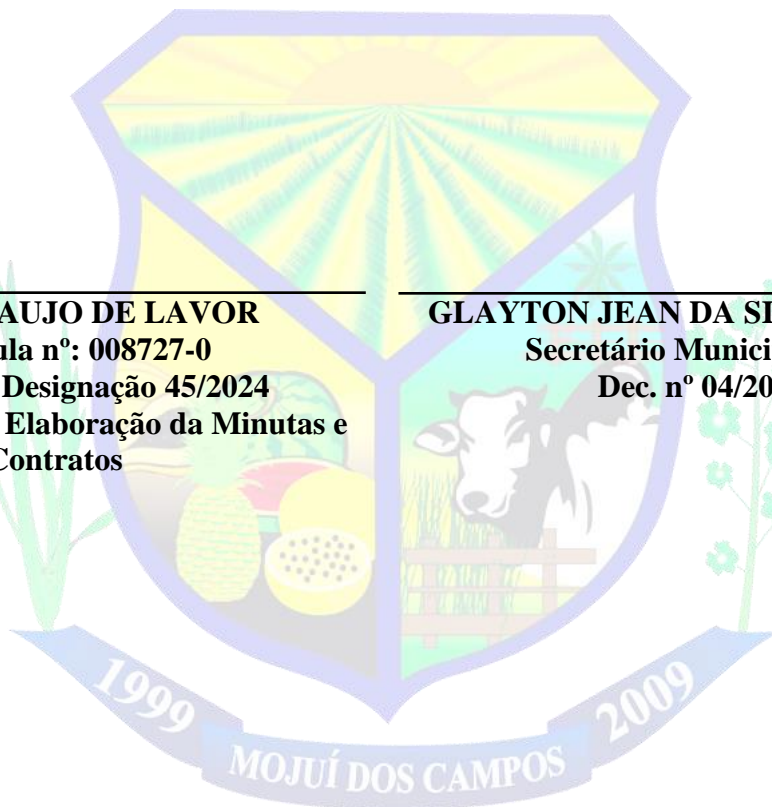 AUJO DE LAVOR
ula nº: 008727-0
Designação 45/2024
Elaboração da Minutas e
Contratos
GLAYTON JEAN DA SI
Secretário Munici
Dec. nº 04/20
1999
MOJUÍ DOS CAMPOS
2009